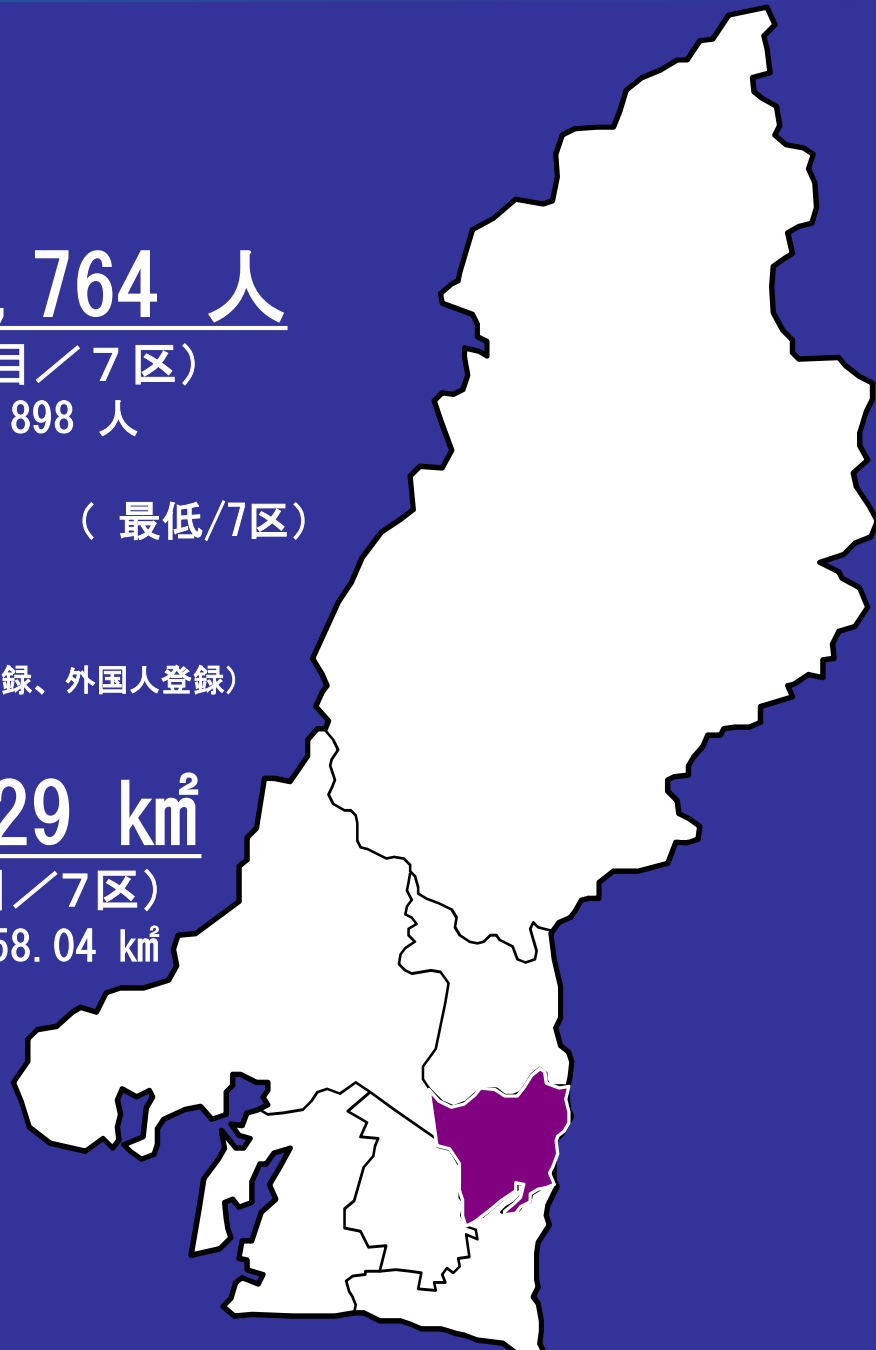 ,764 人
目／７区）
898 人
（ 最低/7区）
録、外国人登録）
29 ㎢
／７区）
58.04 ㎢